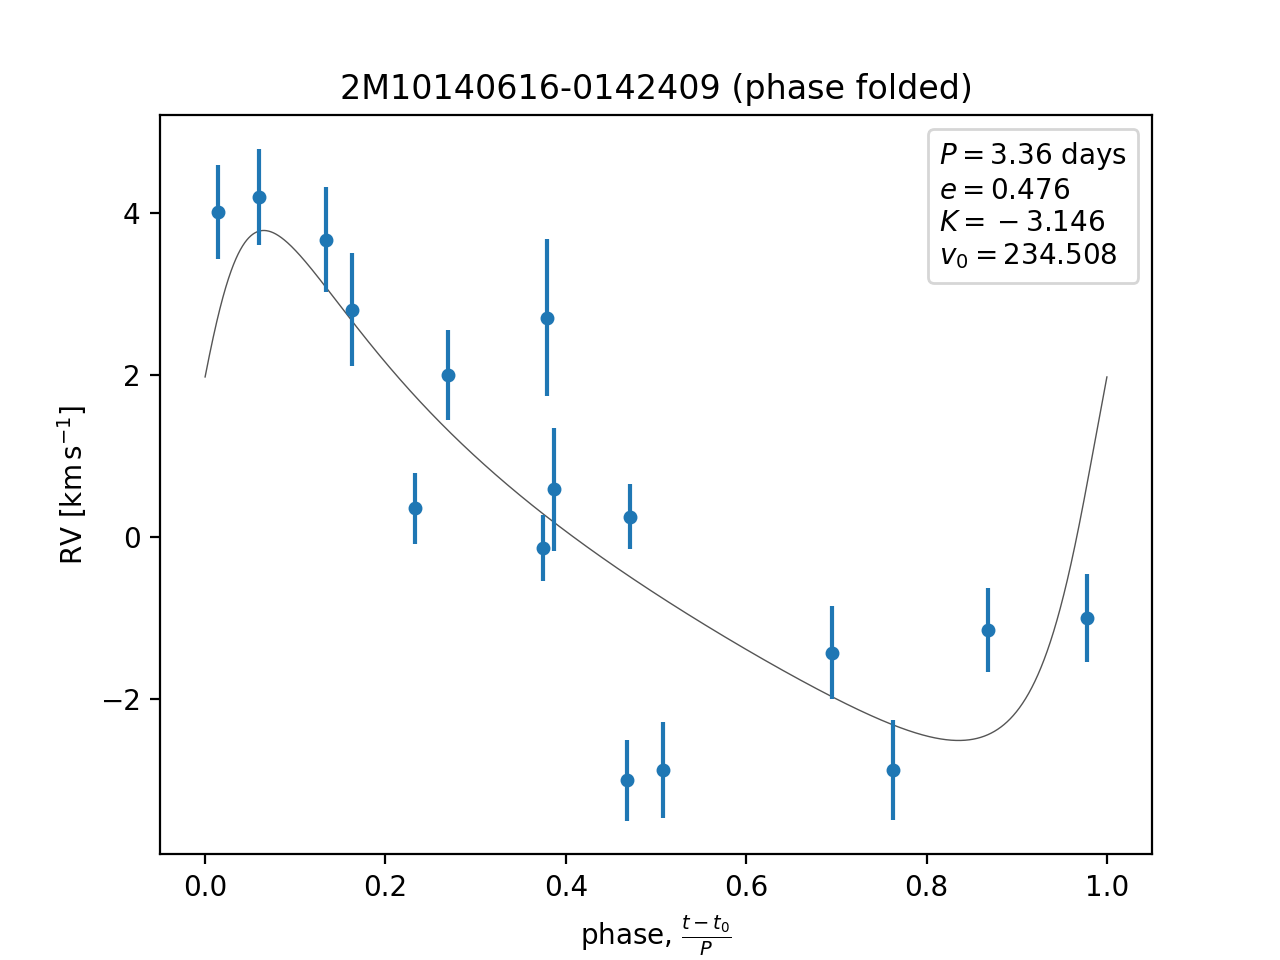 2M10140616-0142409 (phase folded)
P = 3.36 days
e = 0.476
K = −3.146
v₀ = 234.508
4
2
0
−2
RV [km s⁻¹]
0.0 0.2 0.4 0.6 0.8 1.0
phase, (t − t₀)/P